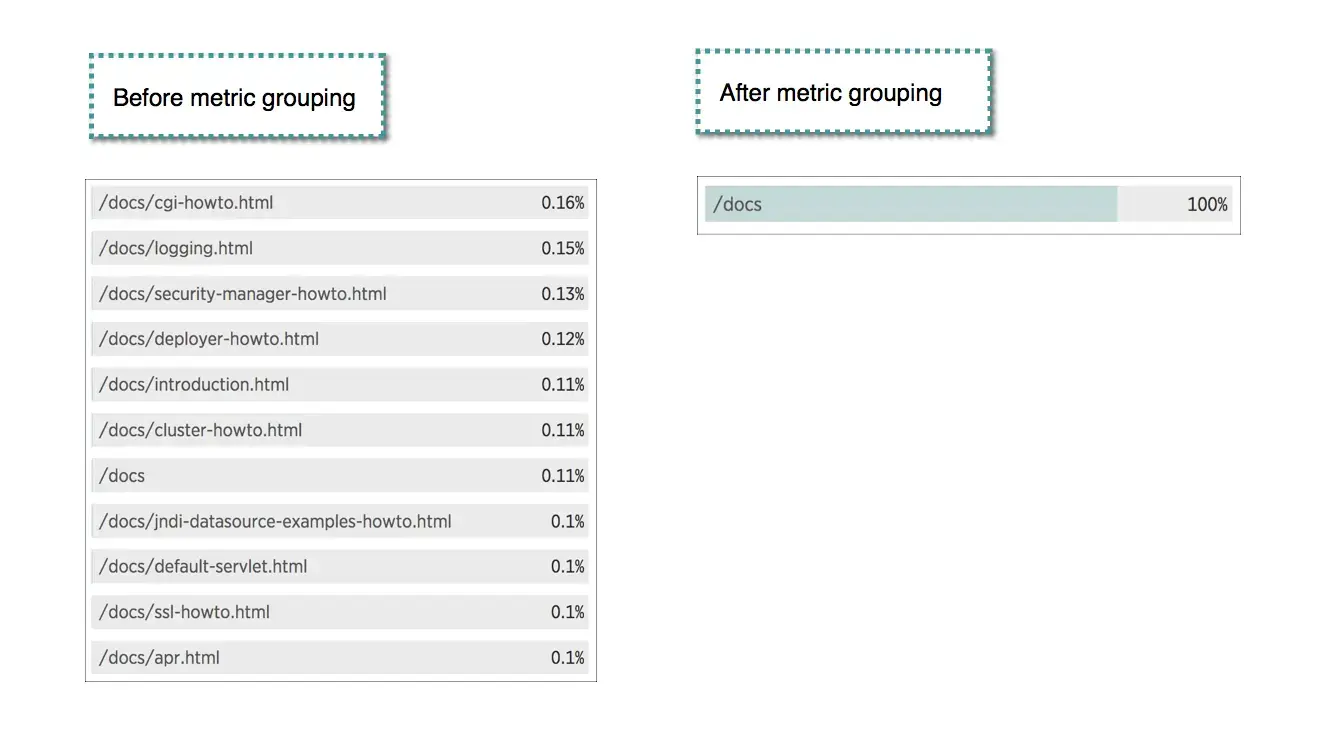 Before metric grouping
/docs/cgi-howto.html 0.16%
/docs/logging.html 0.15%
/docs/security-manager-howto.html 0.13%
/docs/deployer-howto.html 0.12%
/docs/introduction.html 0.11%
/docs/cluster-howto.html 0.11%
/docs 0.11%
/docs/jndi-datasource-examples-howto.html 0.1%
/docs/default-servlet.html 0.1%
/docs/ssl-howto.html 0.1%
/docs/apr.html 0.1%
After metric grouping
/docs 100%